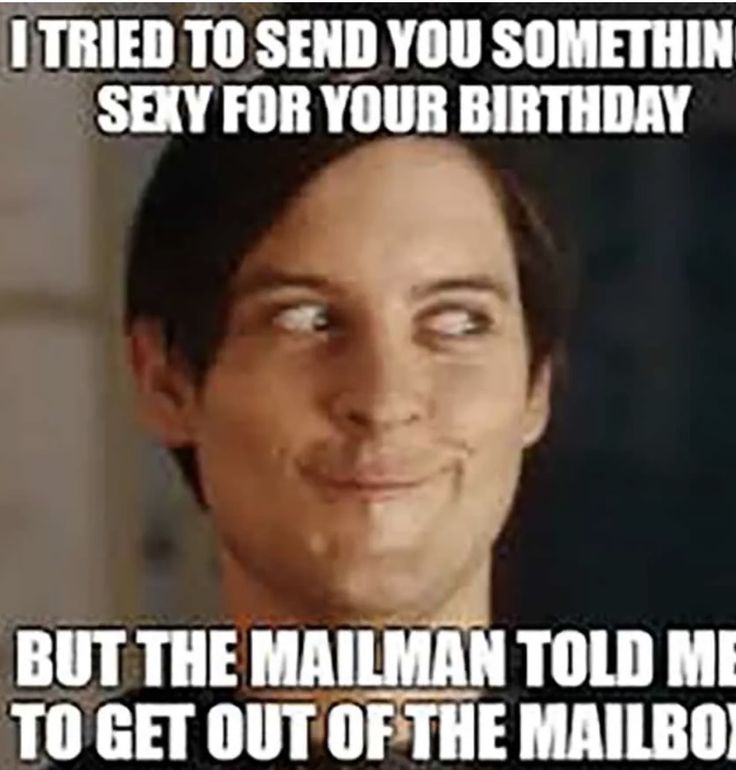 I TRIED TO SEND YOU SOMETHIN
SEXY FOR YOUR BIRTHDAY
BUT THE MAILMAN TOLD ME
TO GET OUT OF THE MAILBOX